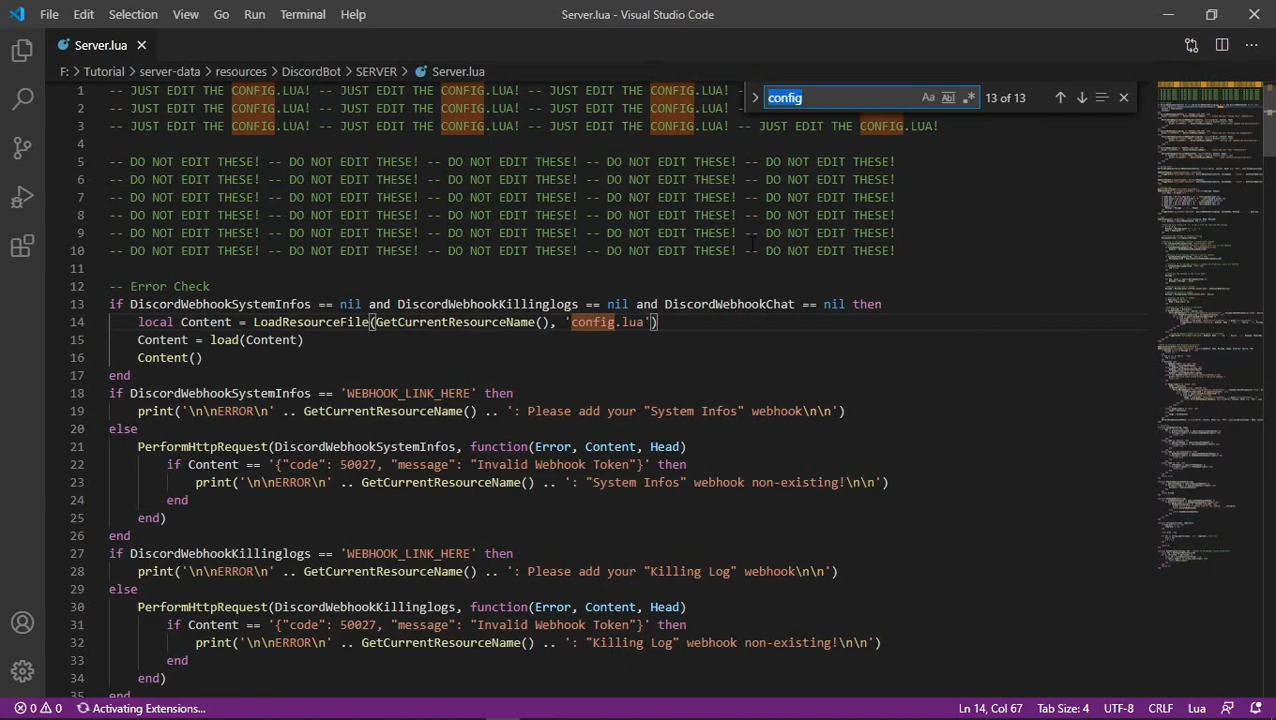 File Edit Selection View Go Run Terminal Help Server.lua - Visual Studio Code
Server.lua
F: > Tutorial > server-data > resources > DiscordBot > SERVER > Server.lua
config
13 of 13
1 -- JUST EDIT THE CONFIG.LUA! -- JUST EDIT THE CONFIG.LUA! -- JUST EDIT THE CONFIG.LUA! -
2 -- JUST EDIT THE CONFIG.LUA! -- JUST EDIT THE CONFIG.LUA! -- JUST EDIT THE CONFIG.LUA!
3 -- JUST EDIT THE CONFIG.LUA! -- JUST EDIT THE CONFIG.LUA! -- JUST EDIT THE CONFIG.LUA! -- JUST EDIT THE CONFIG.LUA!
4
5 -- DO NOT EDIT THESE! -- DO NOT EDIT THESE! -- DO NOT EDIT THESE! -- DO NOT EDIT THESE! -- DO NOT EDIT THESE!
6 -- DO NOT EDIT THESE! -- DO NOT EDIT THESE! -- DO NOT EDIT THESE! -- DO NOT EDIT THESE! -- DO NOT EDIT THESE!
7 -- DO NOT EDIT THESE! -- DO NOT EDIT THESE! -- DO NOT EDIT THESE! -- DO NOT EDIT THESE! -- DO NOT EDIT THESE!
8 -- DO NOT EDIT THESE! -- DO NOT EDIT THESE! -- DO NOT EDIT THESE! -- DO NOT EDIT THESE! -- DO NOT EDIT THESE!
9 -- DO NOT EDIT THESE! -- DO NOT EDIT THESE! -- DO NOT EDIT THESE! -- DO NOT EDIT THESE! -- DO NOT EDIT THESE!
10 -- DO NOT EDIT THESE! -- DO NOT EDIT THESE! -- DO NOT EDIT THESE! -- DO NOT EDIT THESE! -- DO NOT EDIT THESE!
11
12 -- Error Check
13 if DiscordWebhookSystemInfos == nil and DiscordWebhookKillinglogs == nil and DiscordWebhookChat == nil then
14 local Content = LoadResourceFile(GetCurrentResourceName(), 'config.lua')
15 Content = load(Content)
16 Content()
17 end
18 if DiscordWebhookSystemInfos == 'WEBHOOK_LINK_HERE' then
19 print('\n\nERROR\n' .. GetCurrentResourceName() .. ': Please add your "System Infos" webhook\n\n')
20 else
21 PerformHttpRequest(DiscordWebhookSystemInfos, function(Error, Content, Head)
22 if Content == '{"code": 50027, "message": "Invalid Webhook Token"}' then
23 print('\n\nERROR\n' .. GetCurrentResourceName() .. ': "System Infos" webhook non-existing!\n\n')
24 end
25 end)
26 end
27 if DiscordWebhookKillinglogs == 'WEBHOOK_LINK_HERE' then
28 print('\n\nERROR\n' .. GetCurrentResourceName() .. ': Please add your "Killing Log" webhook\n\n')
29 else
30 PerformHttpRequest(DiscordWebhookKillinglogs, function(Error, Content, Head)
31 if Content == '{"code": 50027, "message": "Invalid Webhook Token"}' then
32 print('\n\nERROR\n' .. GetCurrentResourceName() .. ': "Killing Log" webhook non-existing!\n\n')
33 end
34 end)
35 end
0 0 Activating Extensions... Ln 14, Col 67 Tab Size: 4 UTF-8 CRLF Lua